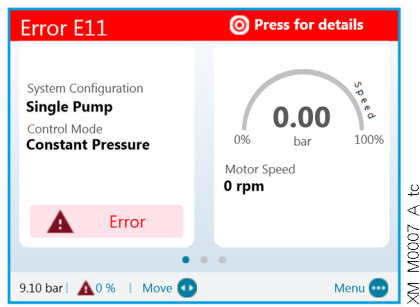 Error E11
Press for details
System Configuration
Single Pump
Control Mode
Constant Pressure
Error
Speed
0.00
0%
bar
100%
Motor Speed
0 rpm
9.10 bar |
0 % |
Move
Menu
XM_XM0007_A_tc